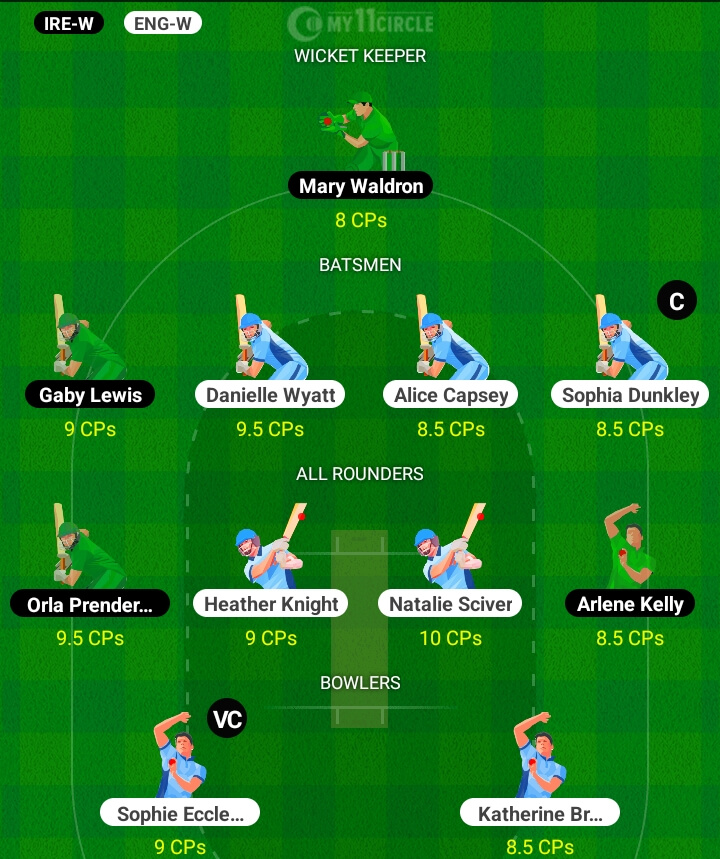 IRE-W ENG-W MY11CIRCLE
WICKET KEEPER
Mary Waldron
8 CPs
BATSMEN
C
Gaby Lewis Danielle Wyatt Alice Capsey Sophia Dunkley
9 CPs 9.5 CPs 8.5 CPs 8.5 CPs
ALL ROUNDERS
Orla Prender... Heather Knight Natalie Sciver Arlene Kelly
9.5 CPs 9 CPs 10 CPs 8.5 CPs
BOWLERS
VC
Sophie Eccle... Katherine Br...
9 CPs 8.5 CPs